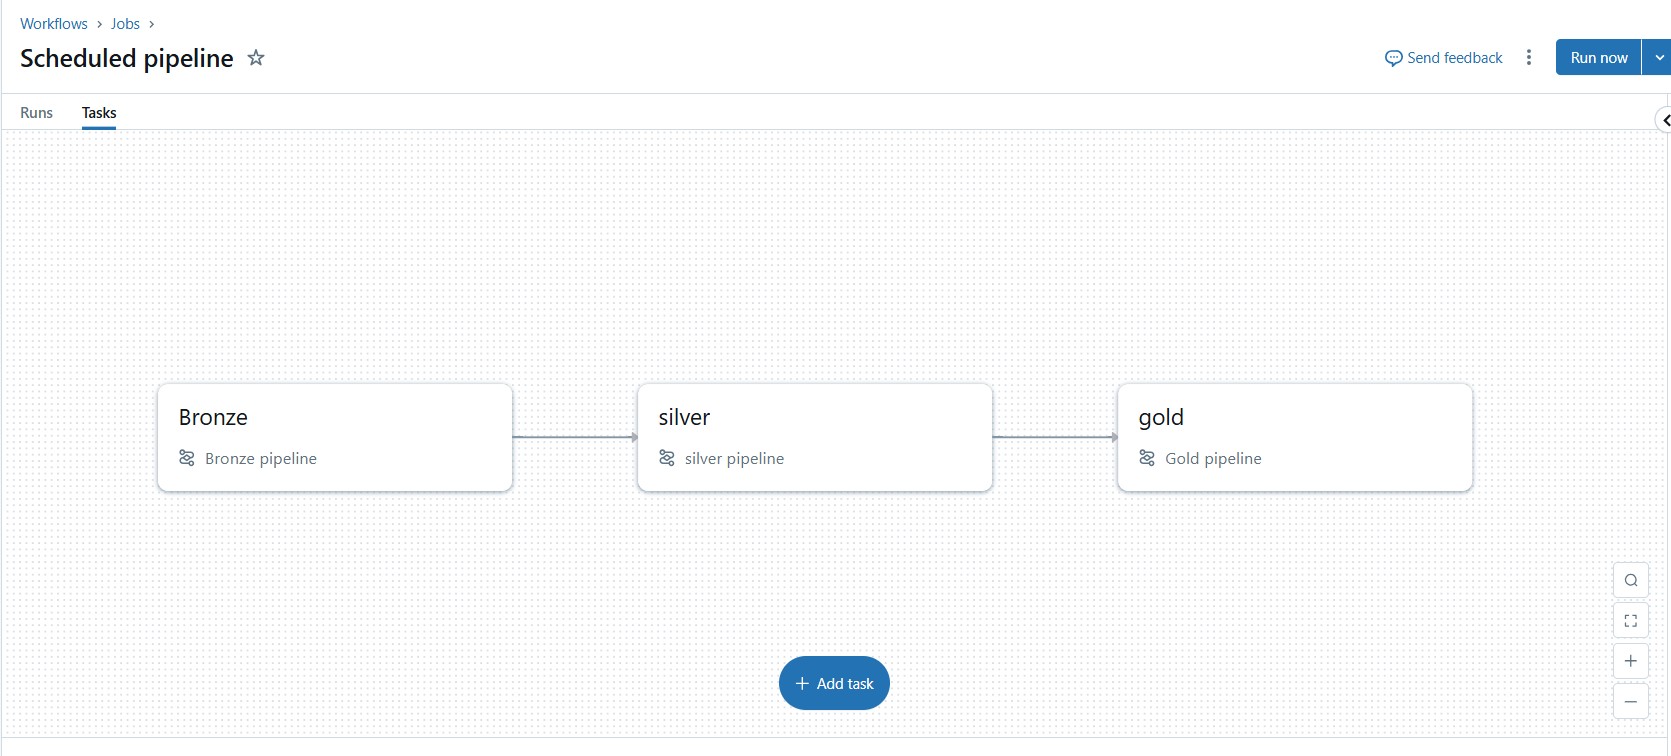 Workflows > Jobs >
Scheduled pipeline
Send feedback
Run now
Runs Tasks
Bronze
Bronze pipeline
silver
silver pipeline
gold
Gold pipeline
+ Add task